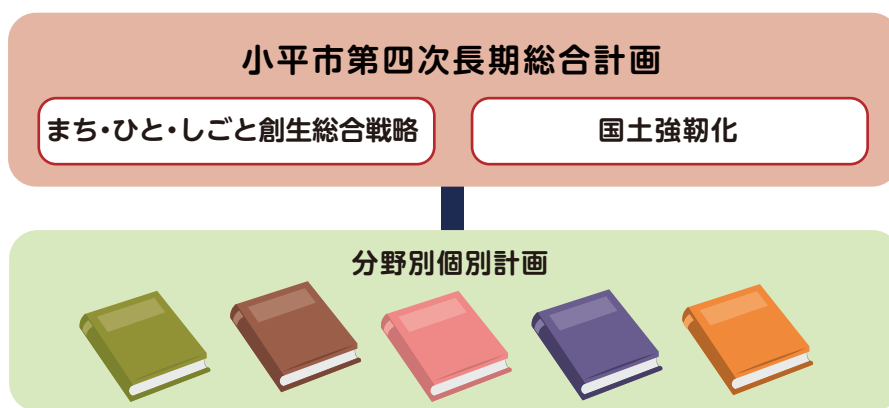 小平市第四次長期総合計画
まち・ひと・しごと創生総合戦略
国土強靭化
分野別個別計画